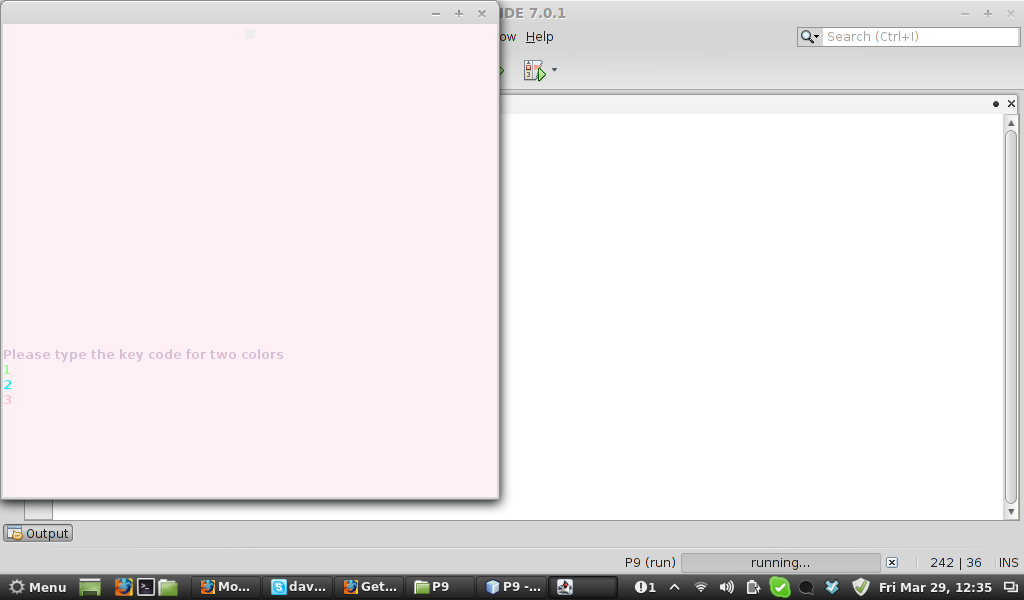 IDE 7.0.1
ow Help
Search (Ctrl+I)
Please type the key code for two colors
1
2
3
Output
P9 (run) running... 242 | 36 INS
Menu Mo... dav... Get... P9 P9 -... 1 Fri Mar 29, 12:35